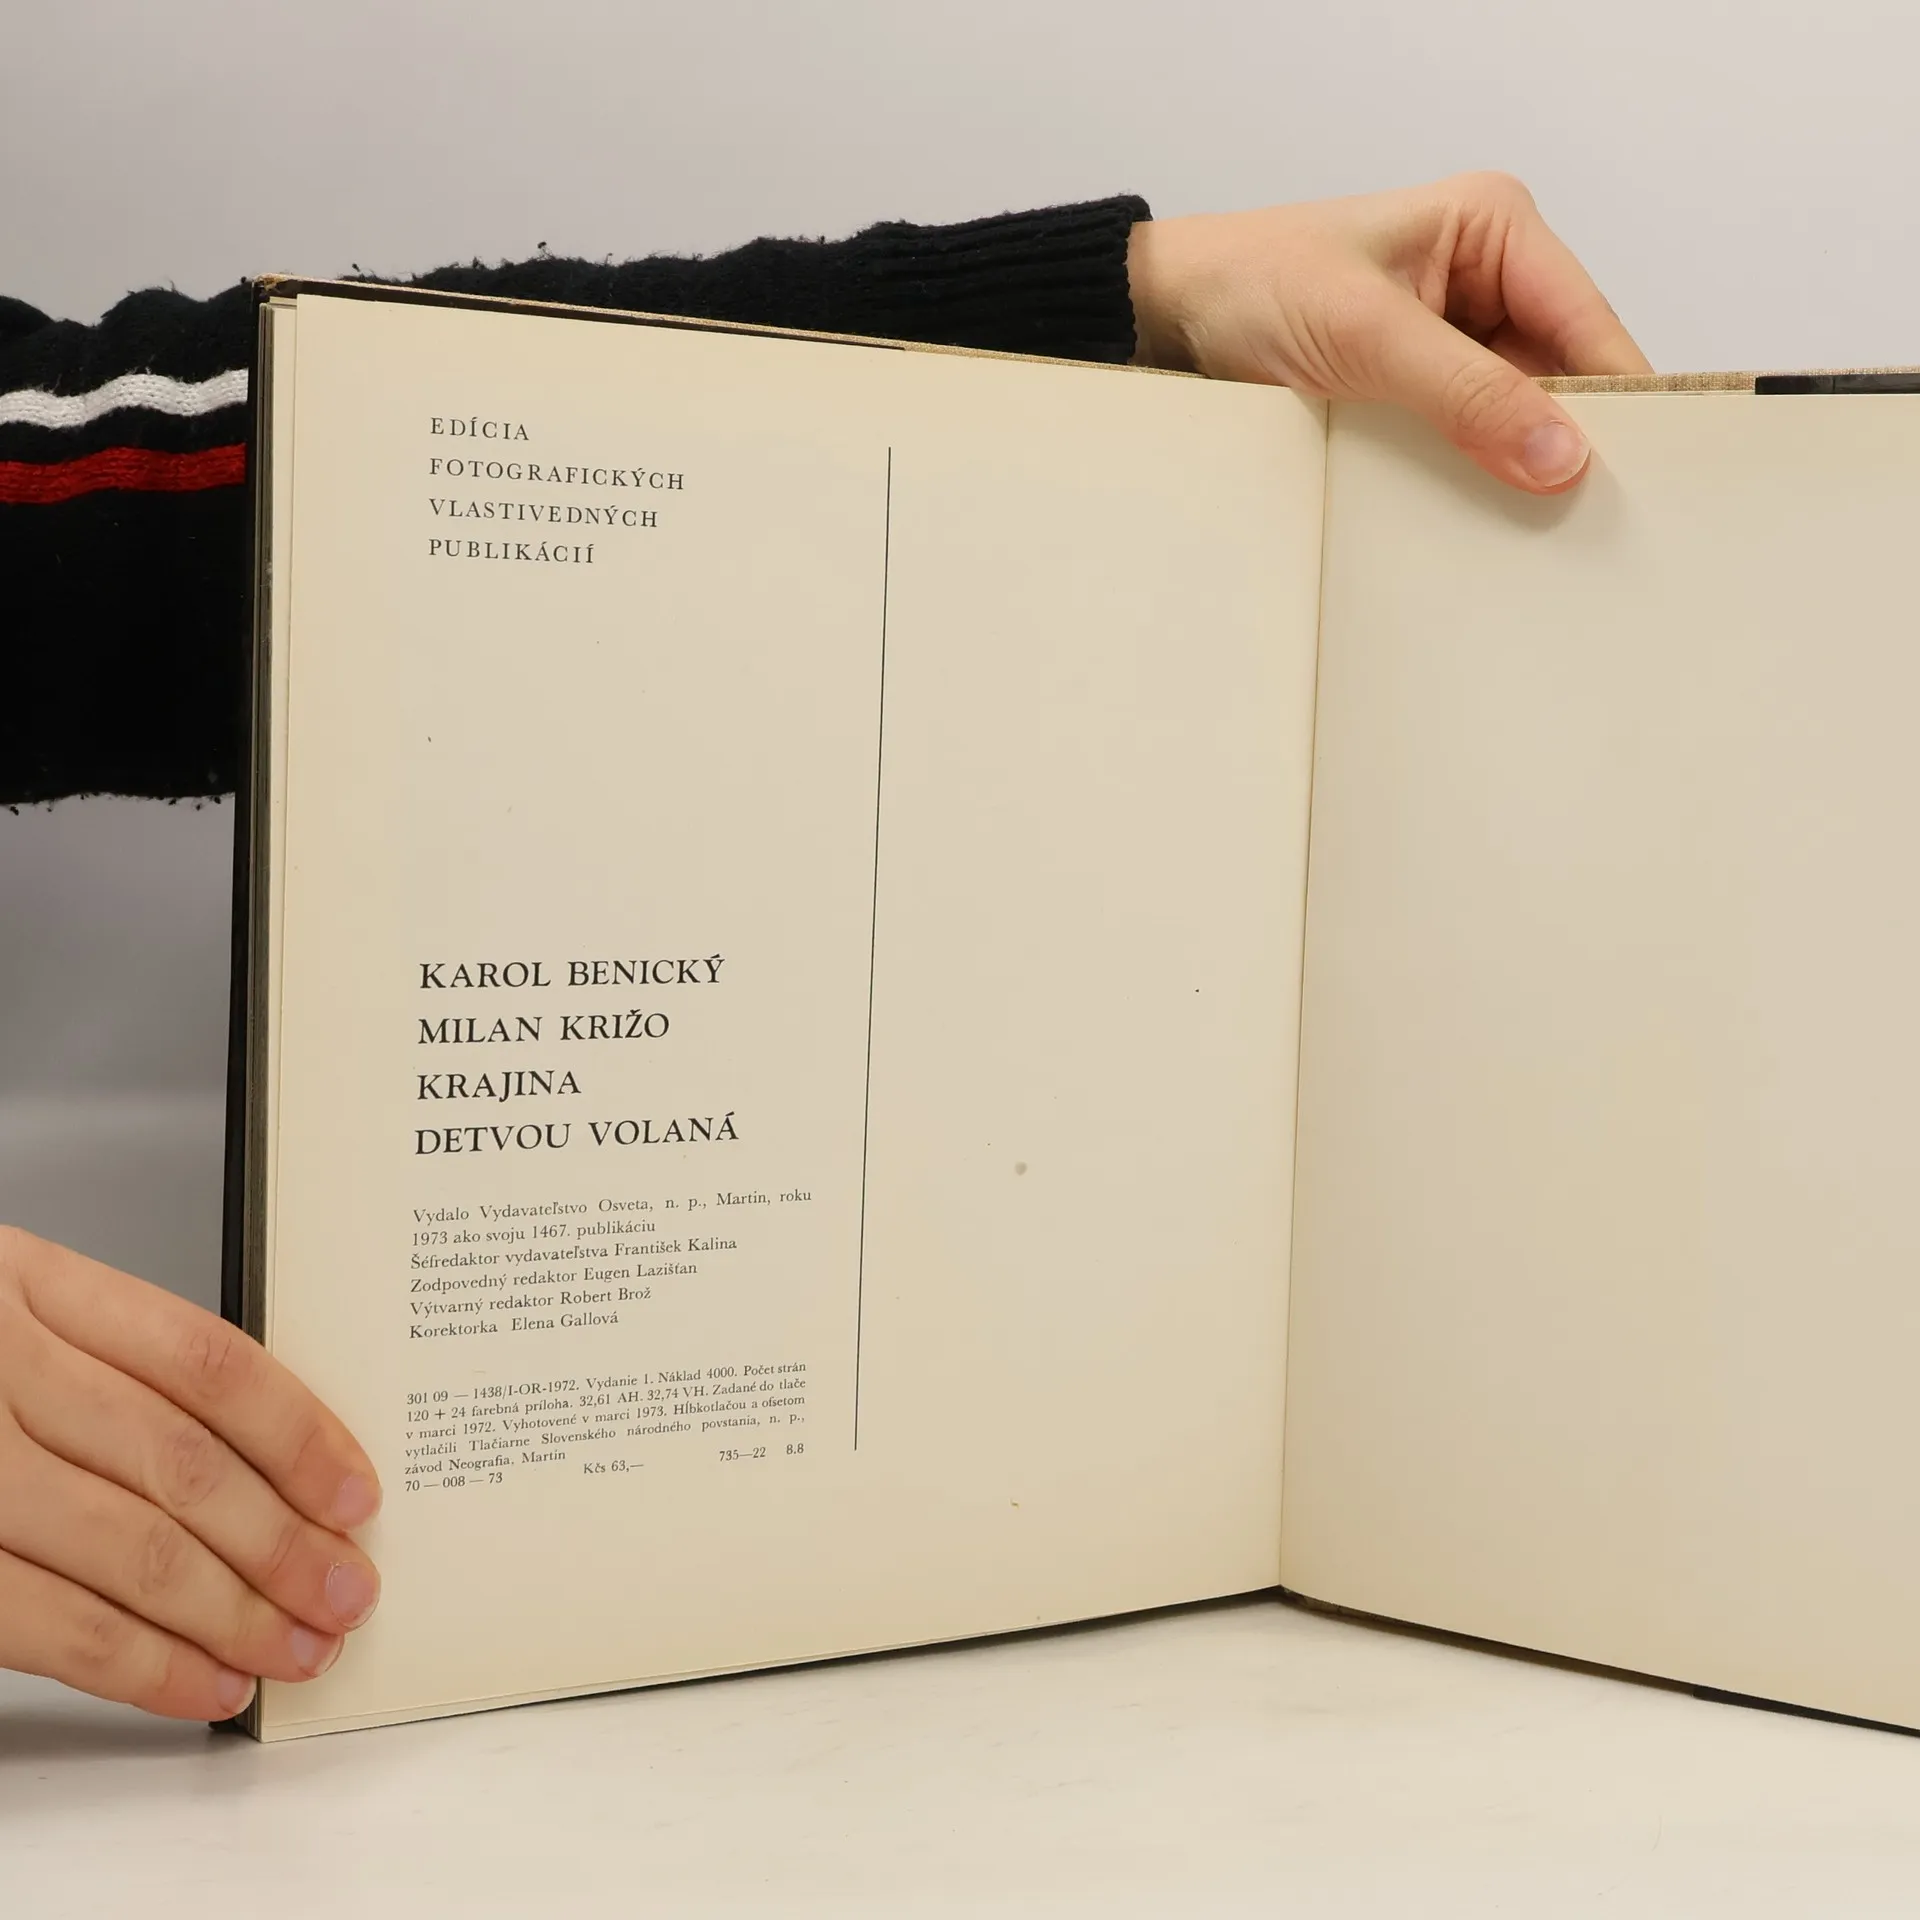 EDÍCIA
FOTOGRAFICKÝCH
VLASTIVEDNÝCH
PUBLIKÁCIÍ
KAROL BENICKÝ
MILAN KRIŽO
KRAJINA
DETVOU VOLANÁ
Vydalo Vydavateľstvo Osveta, n. p., Martin, roku
1973 ako svoju 1467. publikáciu
Šéfredaktor vydavateľstva František Kalina
Zodpovedný redaktor Eugen Lazišťan
Výtvarný redaktor Robert Brož
Korektorka Elena Gallová
301 09 — 1438/I-OR-1972. Vydanie 1. Náklad 4000. Počet strán
120 + 24 farebná príloha. 32,61 AH. 32,74 VH. Zadané do tlače
v marci 1972. Vyhotovené v marci 1973. Hĺbkotlačou a ofsetom
vytlačili Tlačiarne Slovenského národného povstania, n. p.,
závod Neografia, Martin
70 — 008 — 73 Kčs 63,— 735—22 8.8